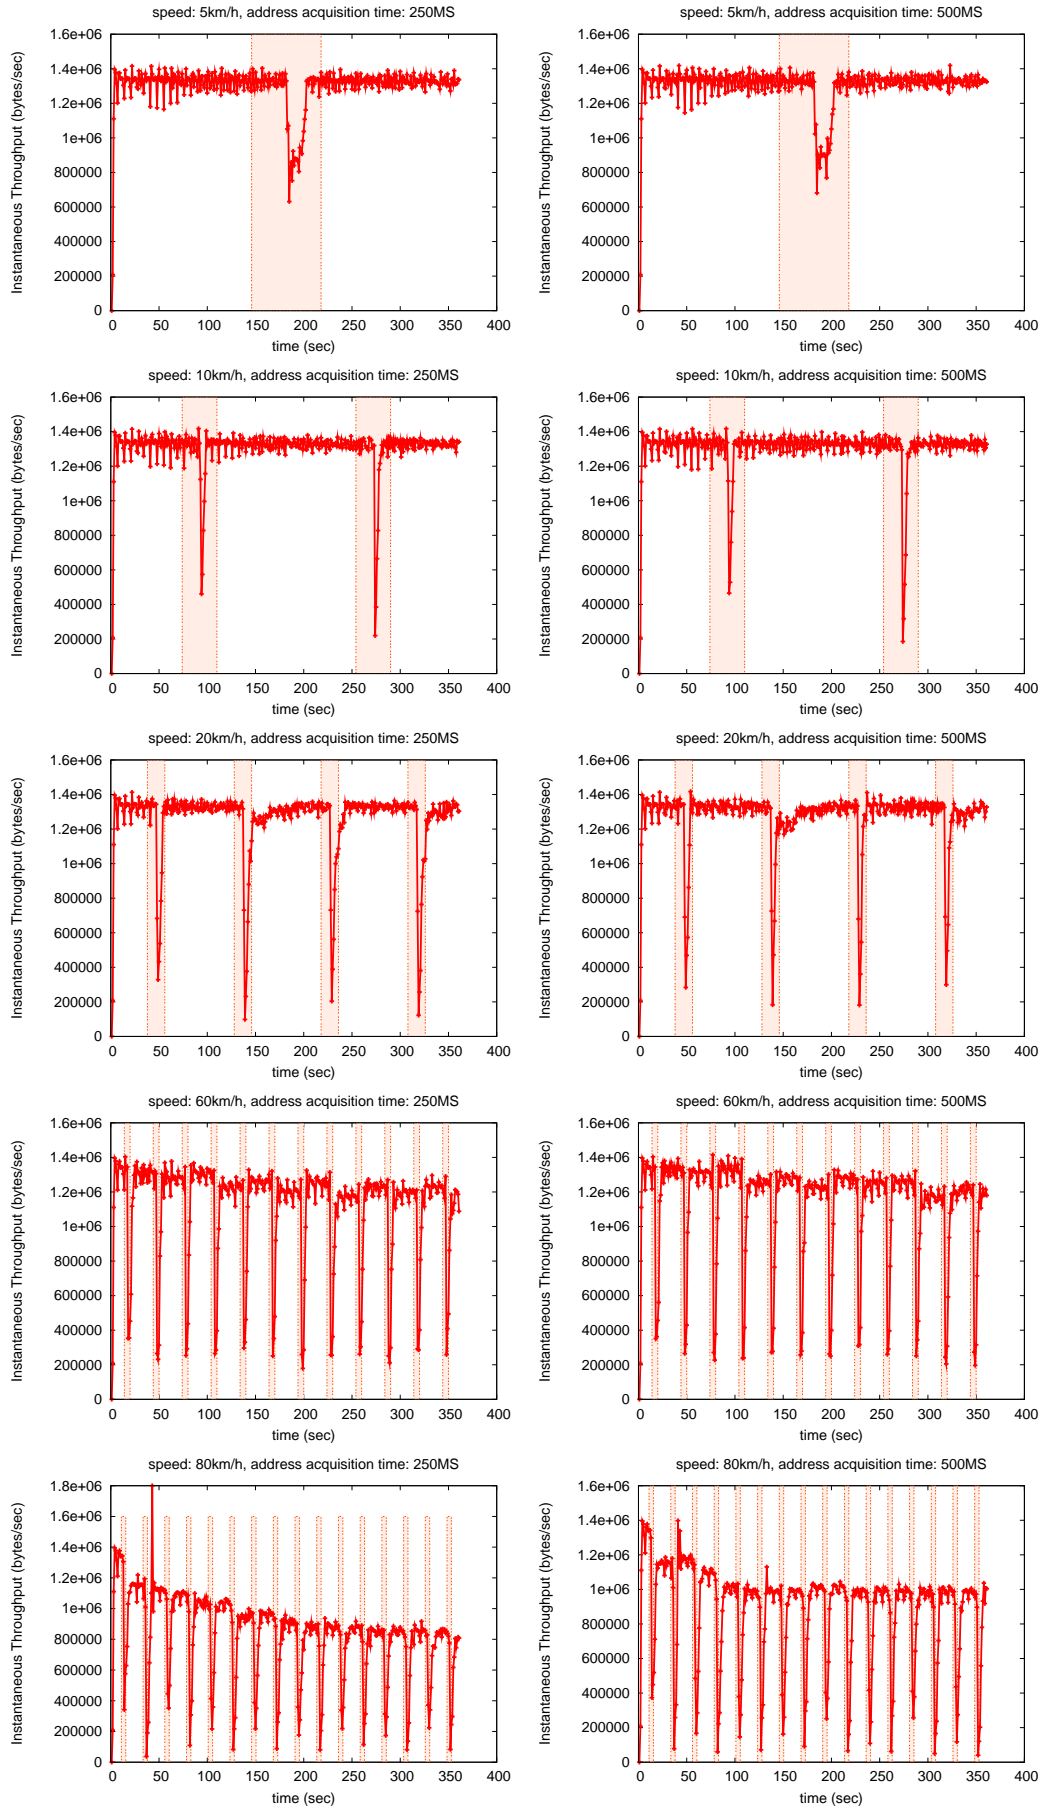 speed: 5km/h, address acquisition time: 250MS
Instantaneous Throughput (bytes/sec)
1.6e+06
1.4e+06
1.2e+06
1e+06
800000
600000
400000
200000
0
0 50 100 150 200 250 300 350 400
time (sec)
speed: 5km/h, address acquisition time: 500MS
Instantaneous Throughput (bytes/sec)
1.6e+06
1.4e+06
1.2e+06
1e+06
800000
600000
400000
200000
0
0 50 100 150 200 250 300 350 400
time (sec)
speed: 10km/h, address acquisition time: 250MS
Instantaneous Throughput (bytes/sec)
1.6e+06
1.4e+06
1.2e+06
1e+06
800000
600000
400000
200000
0
0 50 100 150 200 250 300 350 400
time (sec)
speed: 10km/h, address acquisition time: 500MS
Instantaneous Throughput (bytes/sec)
1.6e+06
1.4e+06
1.2e+06
1e+06
800000
600000
400000
200000
0
0 50 100 150 200 250 300 350 400
time (sec)
speed: 20km/h, address acquisition time: 250MS
Instantaneous Throughput (bytes/sec)
1.6e+06
1.4e+06
1.2e+06
1e+06
800000
600000
400000
200000
0
0 50 100 150 200 250 300 350 400
time (sec)
speed: 20km/h, address acquisition time: 500MS
Instantaneous Throughput (bytes/sec)
1.6e+06
1.4e+06
1.2e+06
1e+06
800000
600000
400000
200000
0
0 50 100 150 200 250 300 350 400
time (sec)
speed: 60km/h, address acquisition time: 250MS
Instantaneous Throughput (bytes/sec)
1.6e+06
1.4e+06
1.2e+06
1e+06
800000
600000
400000
200000
0
0 50 100 150 200 250 300 350 400
time (sec)
speed: 60km/h, address acquisition time: 500MS
Instantaneous Throughput (bytes/sec)
1.6e+06
1.4e+06
1.2e+06
1e+06
800000
600000
400000
200000
0
0 50 100 150 200 250 300 350 400
time (sec)
speed: 80km/h, address acquisition time: 250MS
Instantaneous Throughput (bytes/sec)
1.8e+06
1.6e+06
1.4e+06
1.2e+06
1e+06
800000
600000
400000
200000
0
0 50 100 150 200 250 300 350 400
time (sec)
speed: 80km/h, address acquisition time: 500MS
Instantaneous Throughput (bytes/sec)
1.6e+06
1.4e+06
1.2e+06
1e+06
800000
600000
400000
200000
0
0 50 100 150 200 250 300 350 400
time (sec)